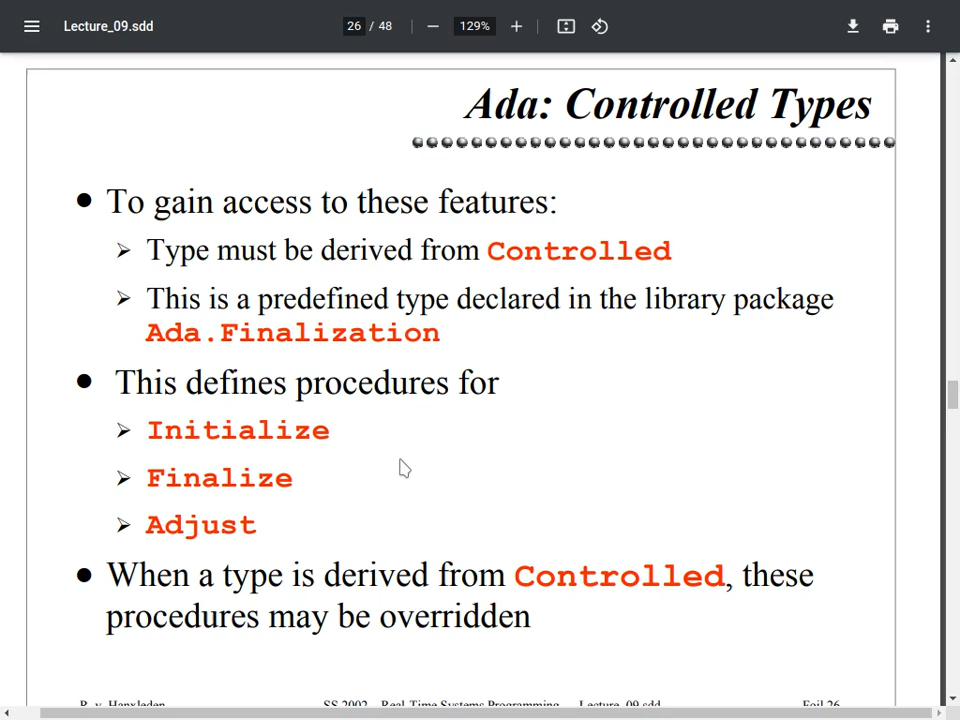 Lecture_09.sdd
26 / 48
129%
Ada: Controlled Types
To gain access to these features:
Type must be derived from Controlled
This is a predefined type declared in the library package
Ada.Finalization
This defines procedures for
Initialize
Finalize
Adjust
When a type is derived from Controlled, these
procedures may be overridden
R. v. Hanxleden SS 2002 – Real-Time Systems Programming – Lecture_09.sdd Foil 26